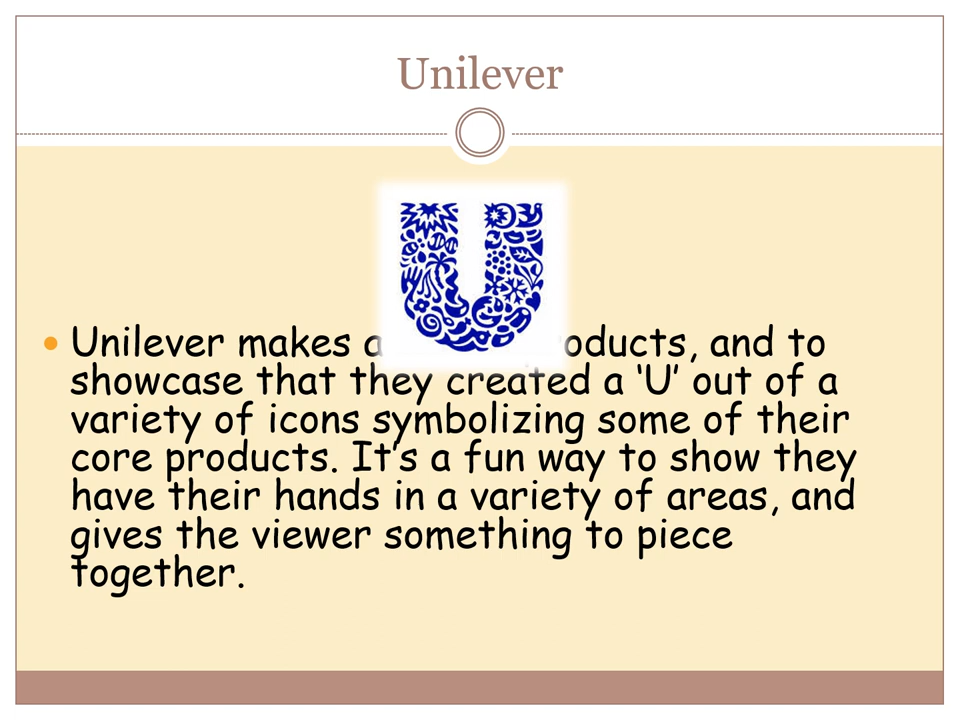 Unilever
• Unilever makes a products, and to
showcase that they created a ‘U’ out of a
variety of icons symbolizing some of their
core products. It’s a fun way to show they
have their hands in a variety of areas, and
gives the viewer something to piece
together.